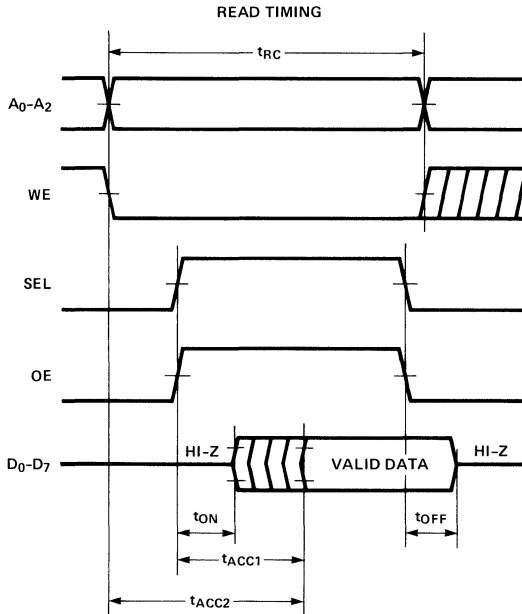 READ TIMING
tRC
A0-A2
WE
SEL
OE
D0-D7
HI-Z
VALID DATA
HI-Z
tON
tOFF
tACC1
tACC2